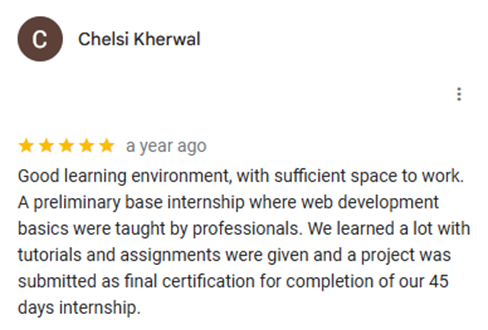 C
Chelsi Kherwal
a year ago
Good learning environment, with sufficient space to work.
A preliminary base internship where web development
basics were taught by professionals. We learned a lot with
tutorials and assignments were given and a project was
submitted as final certification for completion of our 45
days internship.